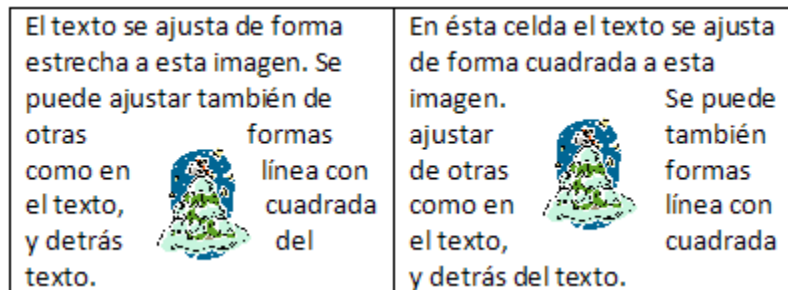 El texto se ajusta de forma
estrecha a esta imagen. Se
puede ajustar también de
otras formas
como en línea con
el texto, cuadrada
y detrás del
texto.
En ésta celda el texto se ajusta
de forma cuadrada a esta
imagen. Se puede
ajustar también
de otras formas
como en línea con
el texto, cuadrada
y detrás del texto.